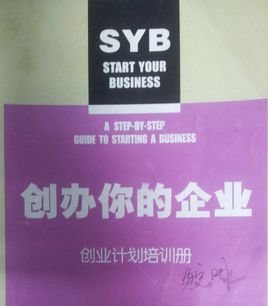 SYB
START YOUR
BUSINESS
A STEP-BY-STEP
GUIDE TO STARTING A BUSINESS
创办你的企业
创业计划培训册